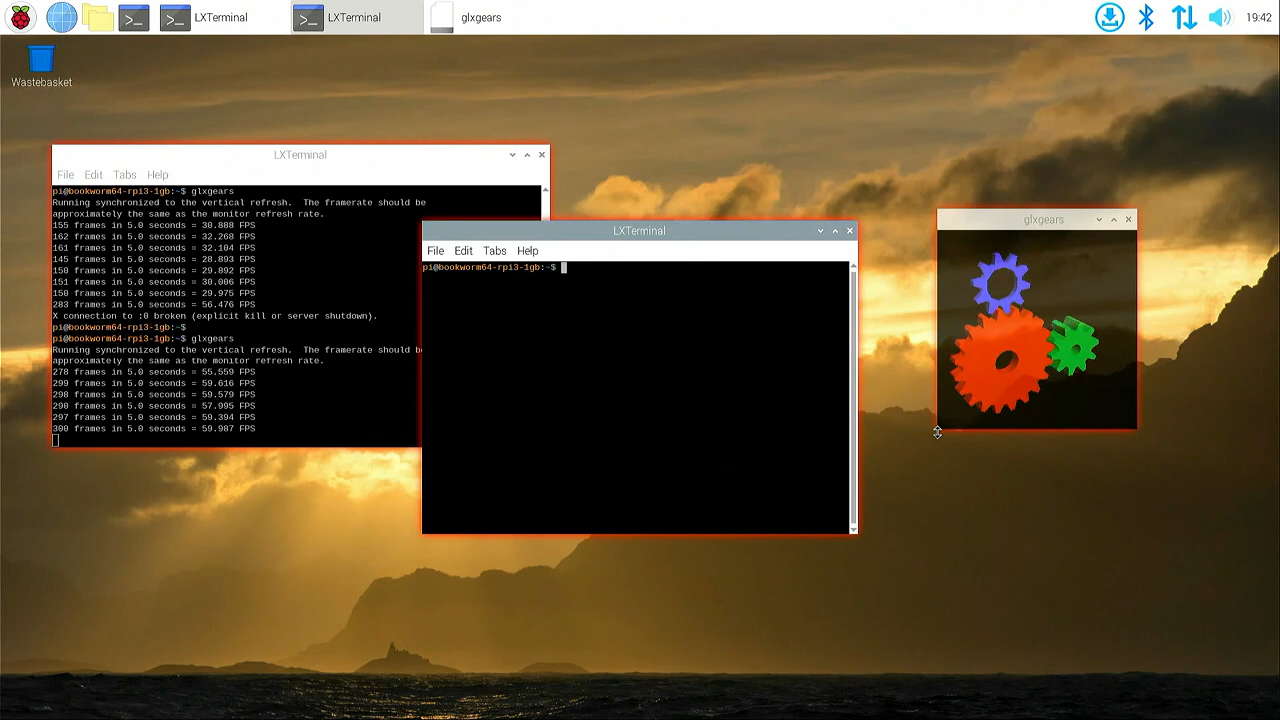 LXTerminal
LXTerminal
glxgears
19:42
Wastebasket
LXTerminal
File Edit Tabs Help
pi@bookworm64-rpi3-1gb:~$ glxgears
Running synchronized to the vertical refresh.  The framerate should be
approximately the same as the monitor refresh rate.
155 frames in 5.0 seconds = 30.888 FPS
162 frames in 5.0 seconds = 32.268 FPS
161 frames in 5.0 seconds = 32.104 FPS
145 frames in 5.0 seconds = 28.893 FPS
150 frames in 5.0 seconds = 29.892 FPS
151 frames in 5.0 seconds = 30.006 FPS
150 frames in 5.0 seconds = 29.975 FPS
283 frames in 5.0 seconds = 56.476 FPS
X connection to :0 broken (explicit kill or server shutdown).
pi@bookworm64-rpi3-1gb:~$
pi@bookworm64-rpi3-1gb:~$ glxgears
Running synchronized to the vertical refresh.  The framerate should b
approximately the same as the monitor refresh rate.
278 frames in 5.0 seconds = 55.559 FPS
299 frames in 5.0 seconds = 59.616 FPS
298 frames in 5.0 seconds = 59.579 FPS
290 frames in 5.0 seconds = 57.995 FPS
297 frames in 5.0 seconds = 59.394 FPS
300 frames in 5.0 seconds = 59.987 FPS
LXTerminal
File Edit Tabs Help
pi@bookworm64-rpi3-1gb:~$
glxgears